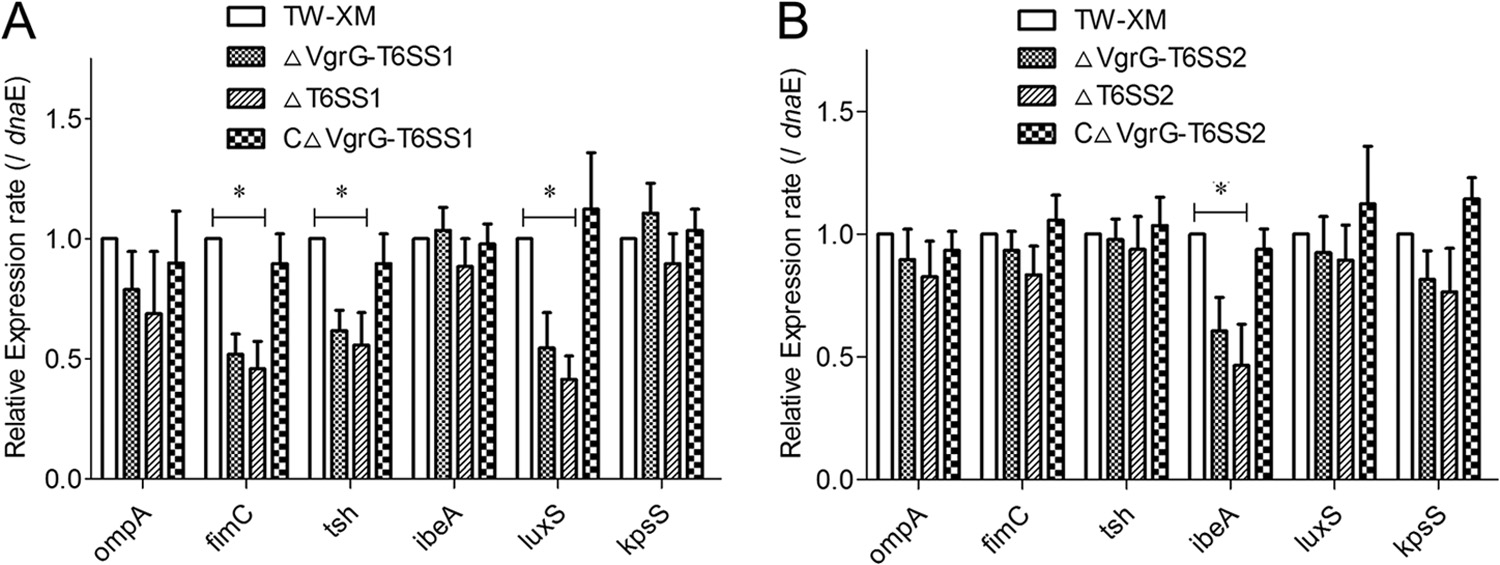 A
TW-XM
△VgrG-T6SS1
△T6SS1
C△VgrG-T6SS1
Relative Expression rate (/ dnaE)
1.5
1.0
0.5
0.0
* * *
ompA fimC tsh ibeA luxS kpsS
B
TW-XM
△VgrG-T6SS2
△T6SS2
C△VgrG-T6SS2
Relative Expression rate (/ dnaE)
1.5
1.0
0.5
0.0
*
ompA fimC tsh ibeA luxS kpsS